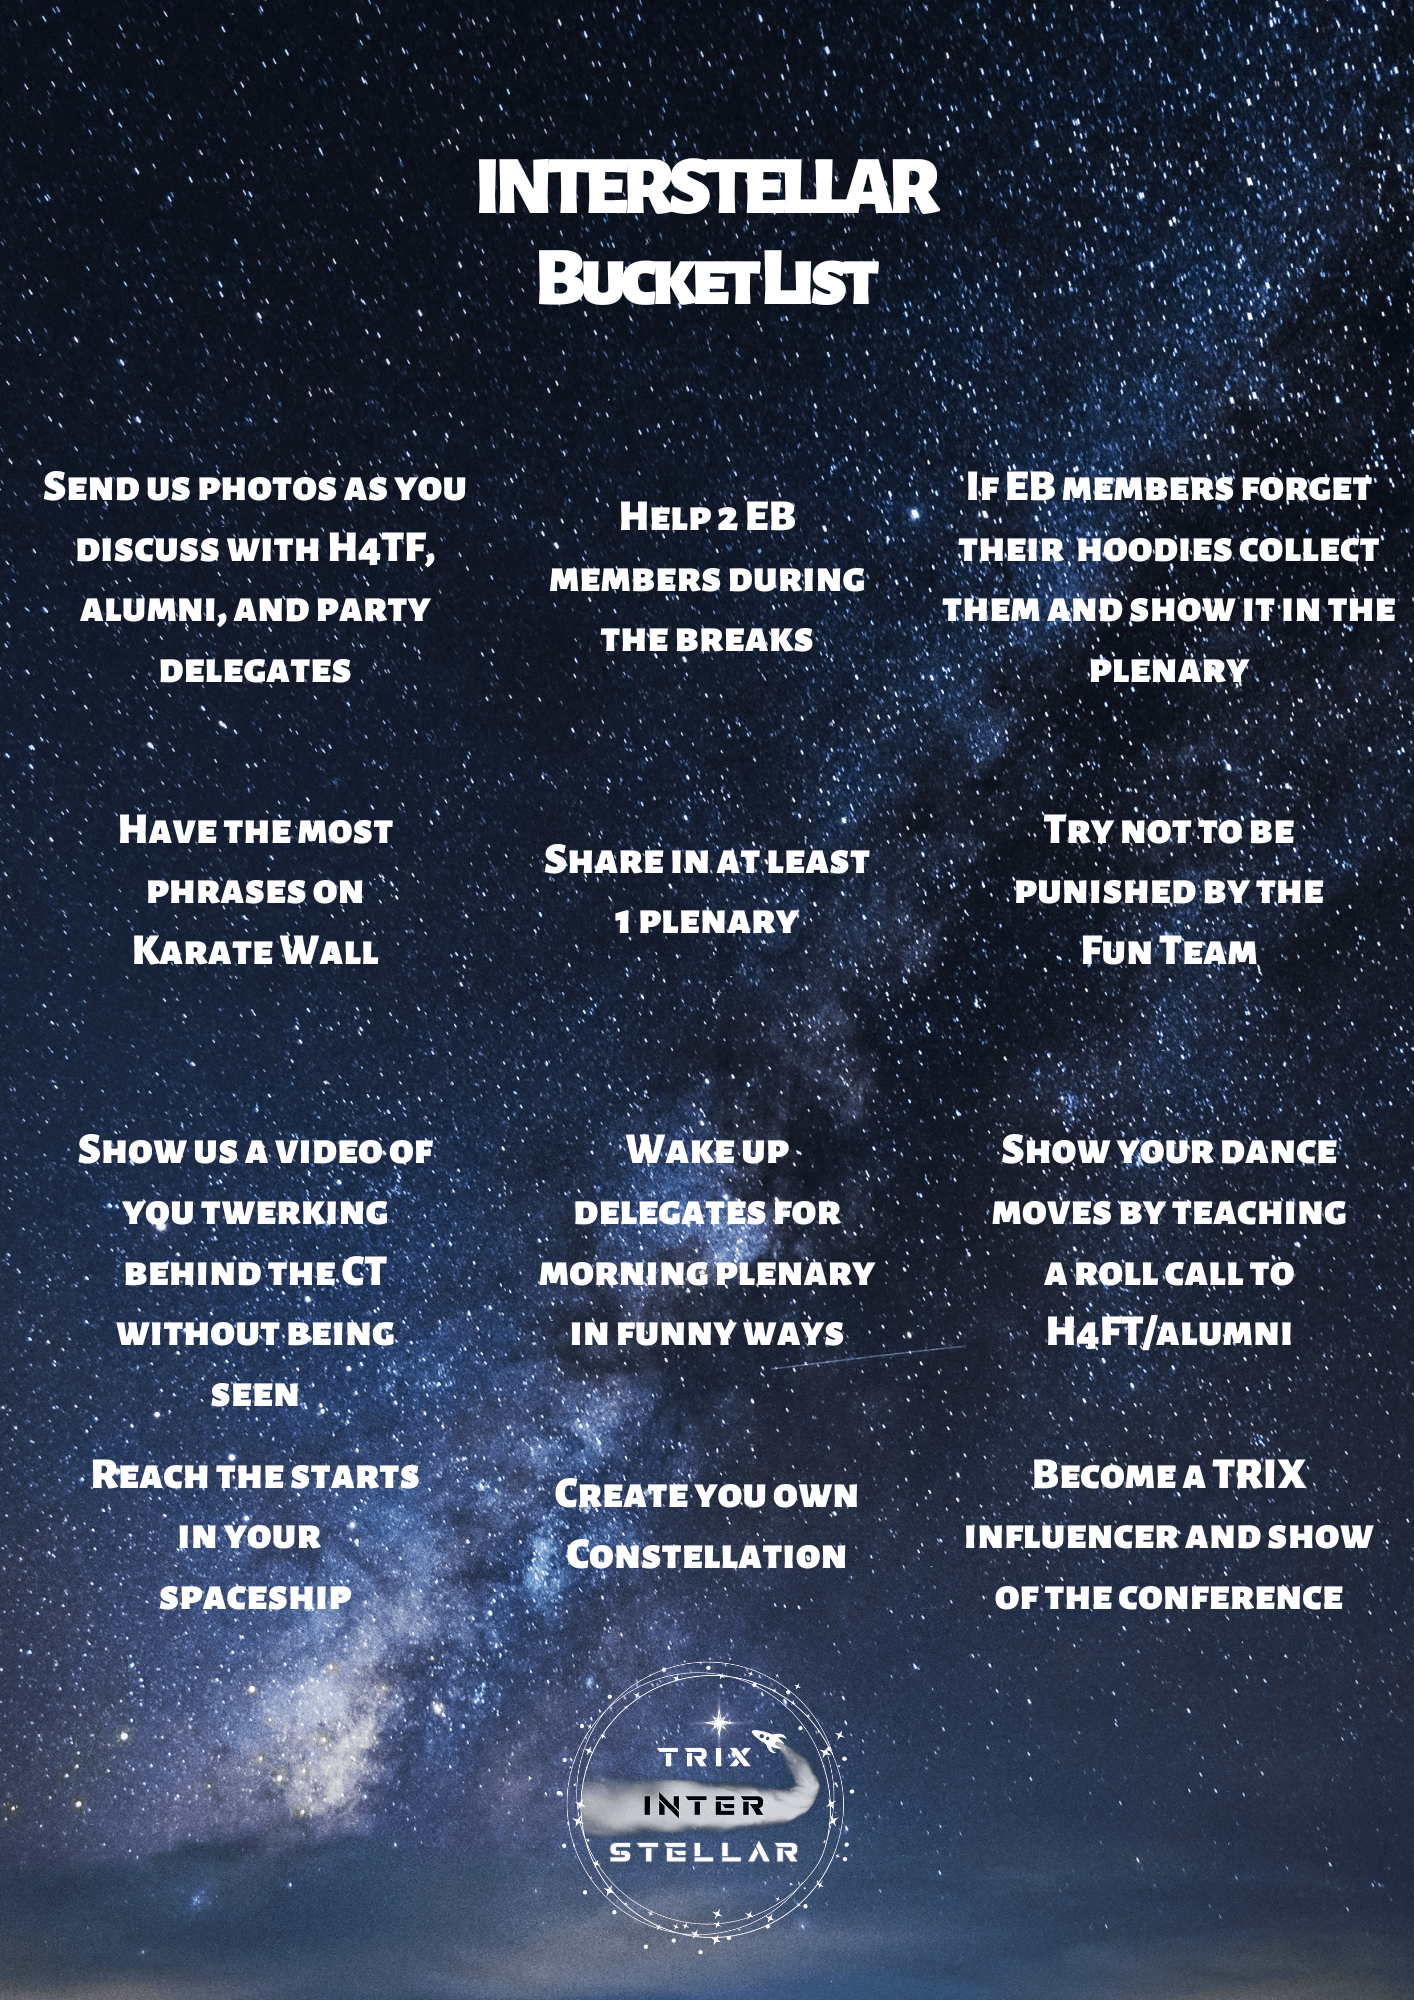 INTERSTELLAR
BUCKET LIST
SEND US PHOTOS AS YOU
DISCUSS WITH H4TF,
ALUMNI, AND PARTY
DELEGATES
HELP 2 EB
MEMBERS DURING
THE BREAKS
IF EB MEMBERS FORGET
THEIR HOODIES COLLECT
THEM AND SHOW IT IN THE
PLENARY
HAVE THE MOST
PHRASES ON
KARATE WALL
SHARE IN AT LEAST
1 PLENARY
TRY NOT TO BE
PUNISHED BY THE
FUN TEAM
SHOW US A VIDEO OF
YOU TWERKING
BEHIND THE CT
WITHOUT BEING
SEEN
WAKE UP
DELEGATES FOR
MORNING PLENARY
IN FUNNY WAYS
SHOW YOUR DANCE
MOVES BY TEACHING
A ROLL CALL TO
H4FT/ALUMNI
REACH THE STARTS
IN YOUR
SPACESHIP
CREATE YOU OWN
CONSTELLATION
BECOME A TRIX
INFLUENCER AND SHOW
OF THE CONFERENCE
TRIX
INTER
STELLAR